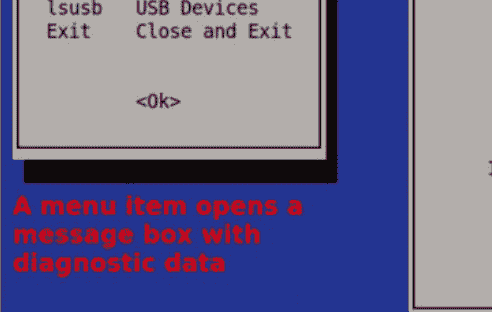 lsusb USB Devices
Exit Close and Exit
<Ok>
A menu item opens a
message box with
diagnostic data